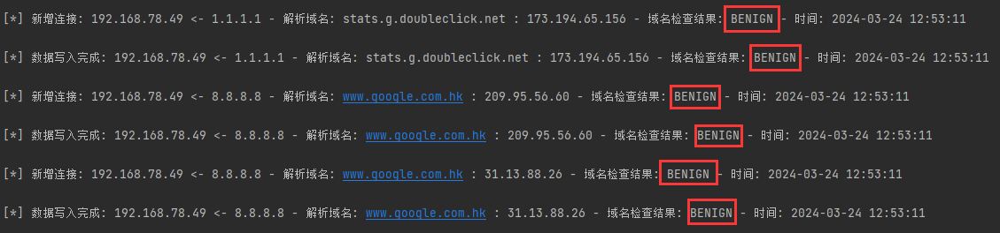 [*] 新增连接: 192.168.78.49 <- 1.1.1.1 - 解析域名: stats.g.doubleclick.net : 173.194.65.156 - 域名检查结果: BENIGN - 时间: 2024-03-24 12:53:11
[*] 数据写入完成: 192.168.78.49 <- 1.1.1.1 - 解析域名: stats.g.doubleclick.net : 173.194.65.156 - 域名检查结果: BENIGN - 时间: 2024-03-24 12:53:11
[*] 新增连接: 192.168.78.49 <- 8.8.8.8 - 解析域名: www.google.com.hk : 209.95.56.60 - 域名检查结果: BENIGN - 时间: 2024-03-24 12:53:11
[*] 数据写入完成: 192.168.78.49 <- 8.8.8.8 - 解析域名: www.google.com.hk : 209.95.56.60 - 域名检查结果: BENIGN - 时间: 2024-03-24 12:53:11
[*] 新增连接: 192.168.78.49 <- 8.8.8.8 - 解析域名: www.google.com.hk : 31.13.88.26 - 域名检查结果: BENIGN - 时间: 2024-03-24 12:53:11
[*] 数据写入完成: 192.168.78.49 <- 8.8.8.8 - 解析域名: www.google.com.hk : 31.13.88.26 - 域名检查结果: BENIGN - 时间: 2024-03-24 12:53:11